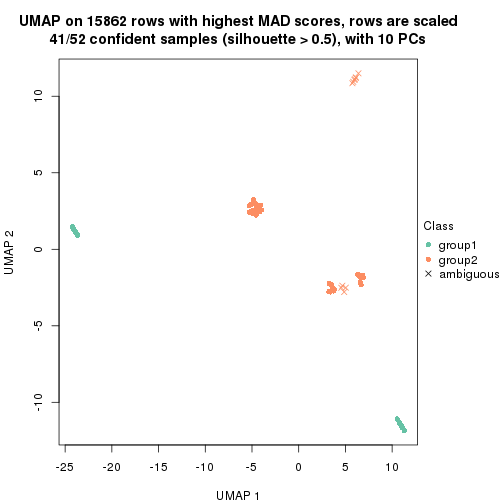 UMAP on 15862 rows with highest MAD scores, rows are scaled
41/52 confident samples (silhouette > 0.5), with 10 PCs
10
5
0
-5
-10
UMAP 2
-25
-20
-15
-10
-5
0
5
10
UMAP 1
Class
group1
group2
ambiguous